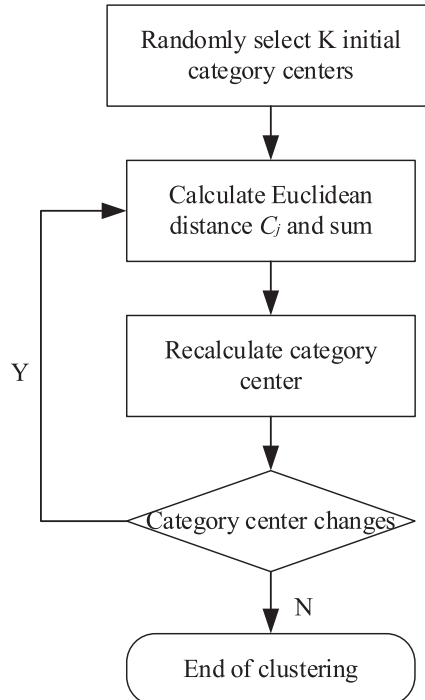 Randomly select K initial
category centers
Calculate Euclidean
distance Cj and sum
Recalculate category
center
Y
Category center changes
N
End of clustering